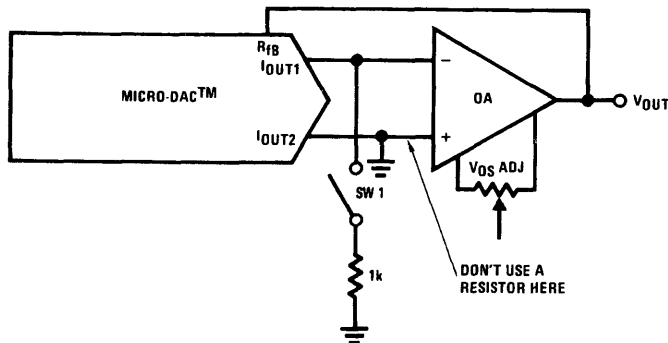 RfB
IOUT1
MICRO-DAC™
IOUT2
−
OA
+
VOUT
VOS ADJ
SW 1
1k
DON'T USE A
RESISTOR HERE